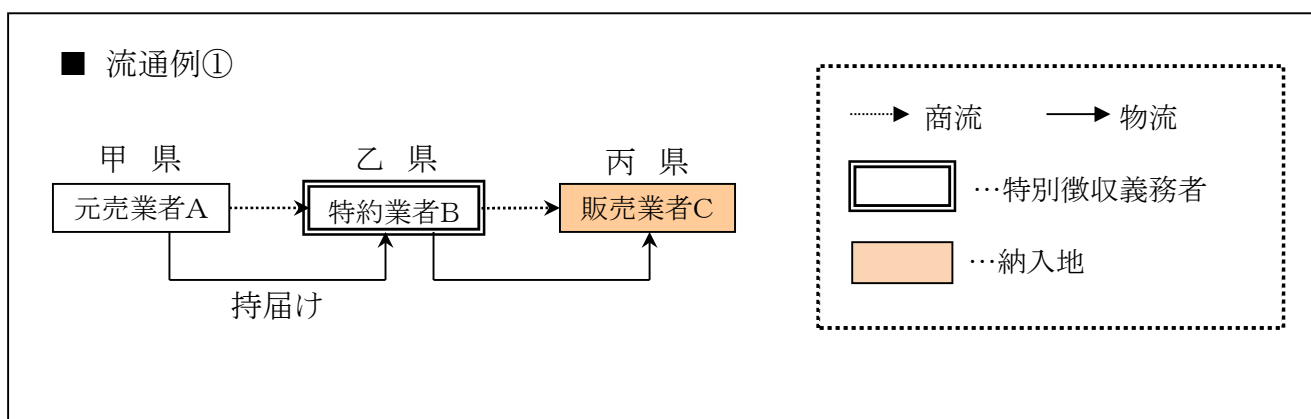 ■ 流通例①
甲 県
乙 県
丙 県
元売業者A
特約業者B
販売業者C
持届け
商流
物流
…特別徴収義務者
…納入地